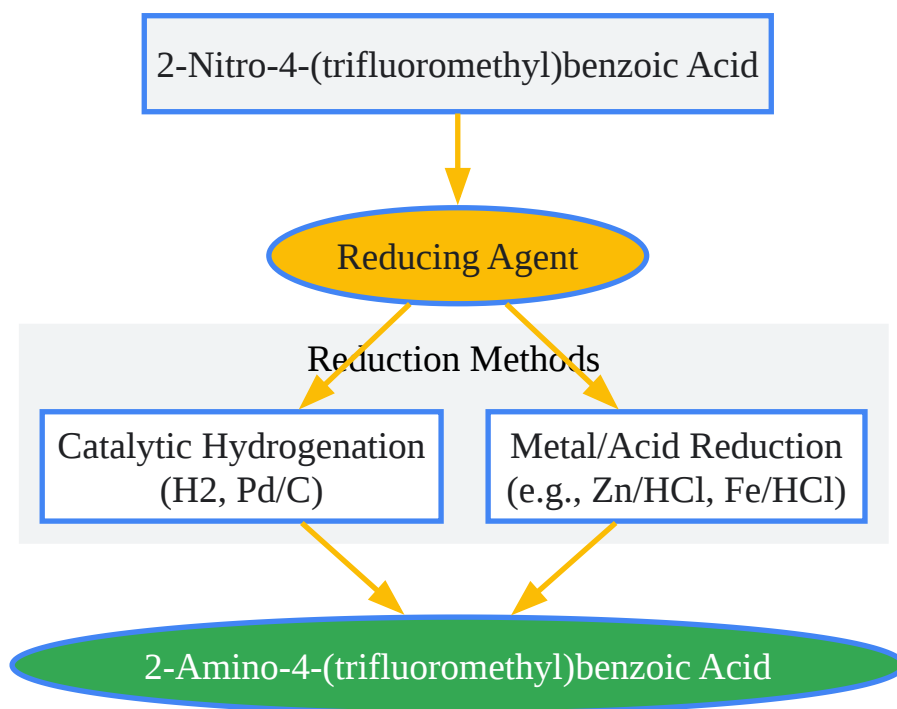 2-Nitro-4-(trifluoromethyl)benzoic Acid
Reducing Agent
Reduction Methods
Catalytic Hydrogenation
(H2, Pd/C)
Metal/Acid Reduction
(e.g., Zn/HCl, Fe/HCl)
2-Amino-4-(trifluoromethyl)benzoic Acid